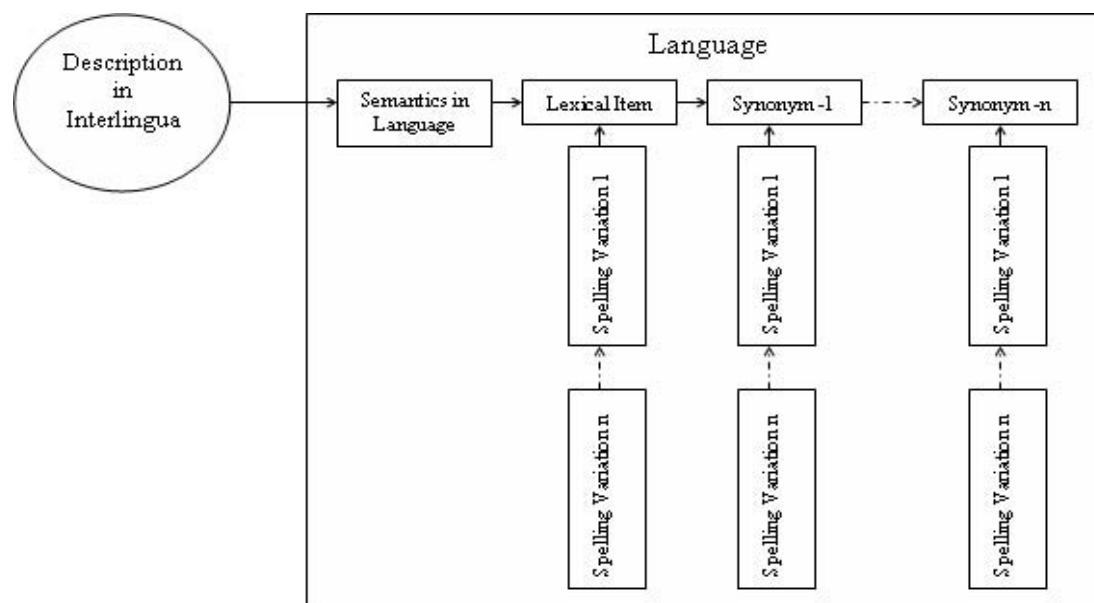 Description
in
Interlingua
Language
Semantics in
Language
Lexical Item
Synonym -1
Synonym -n
Spelling Variation 1
Spelling Variation 1
Spelling Variation 1
Spelling Variation n
Spelling Variation n
Spelling Variation n